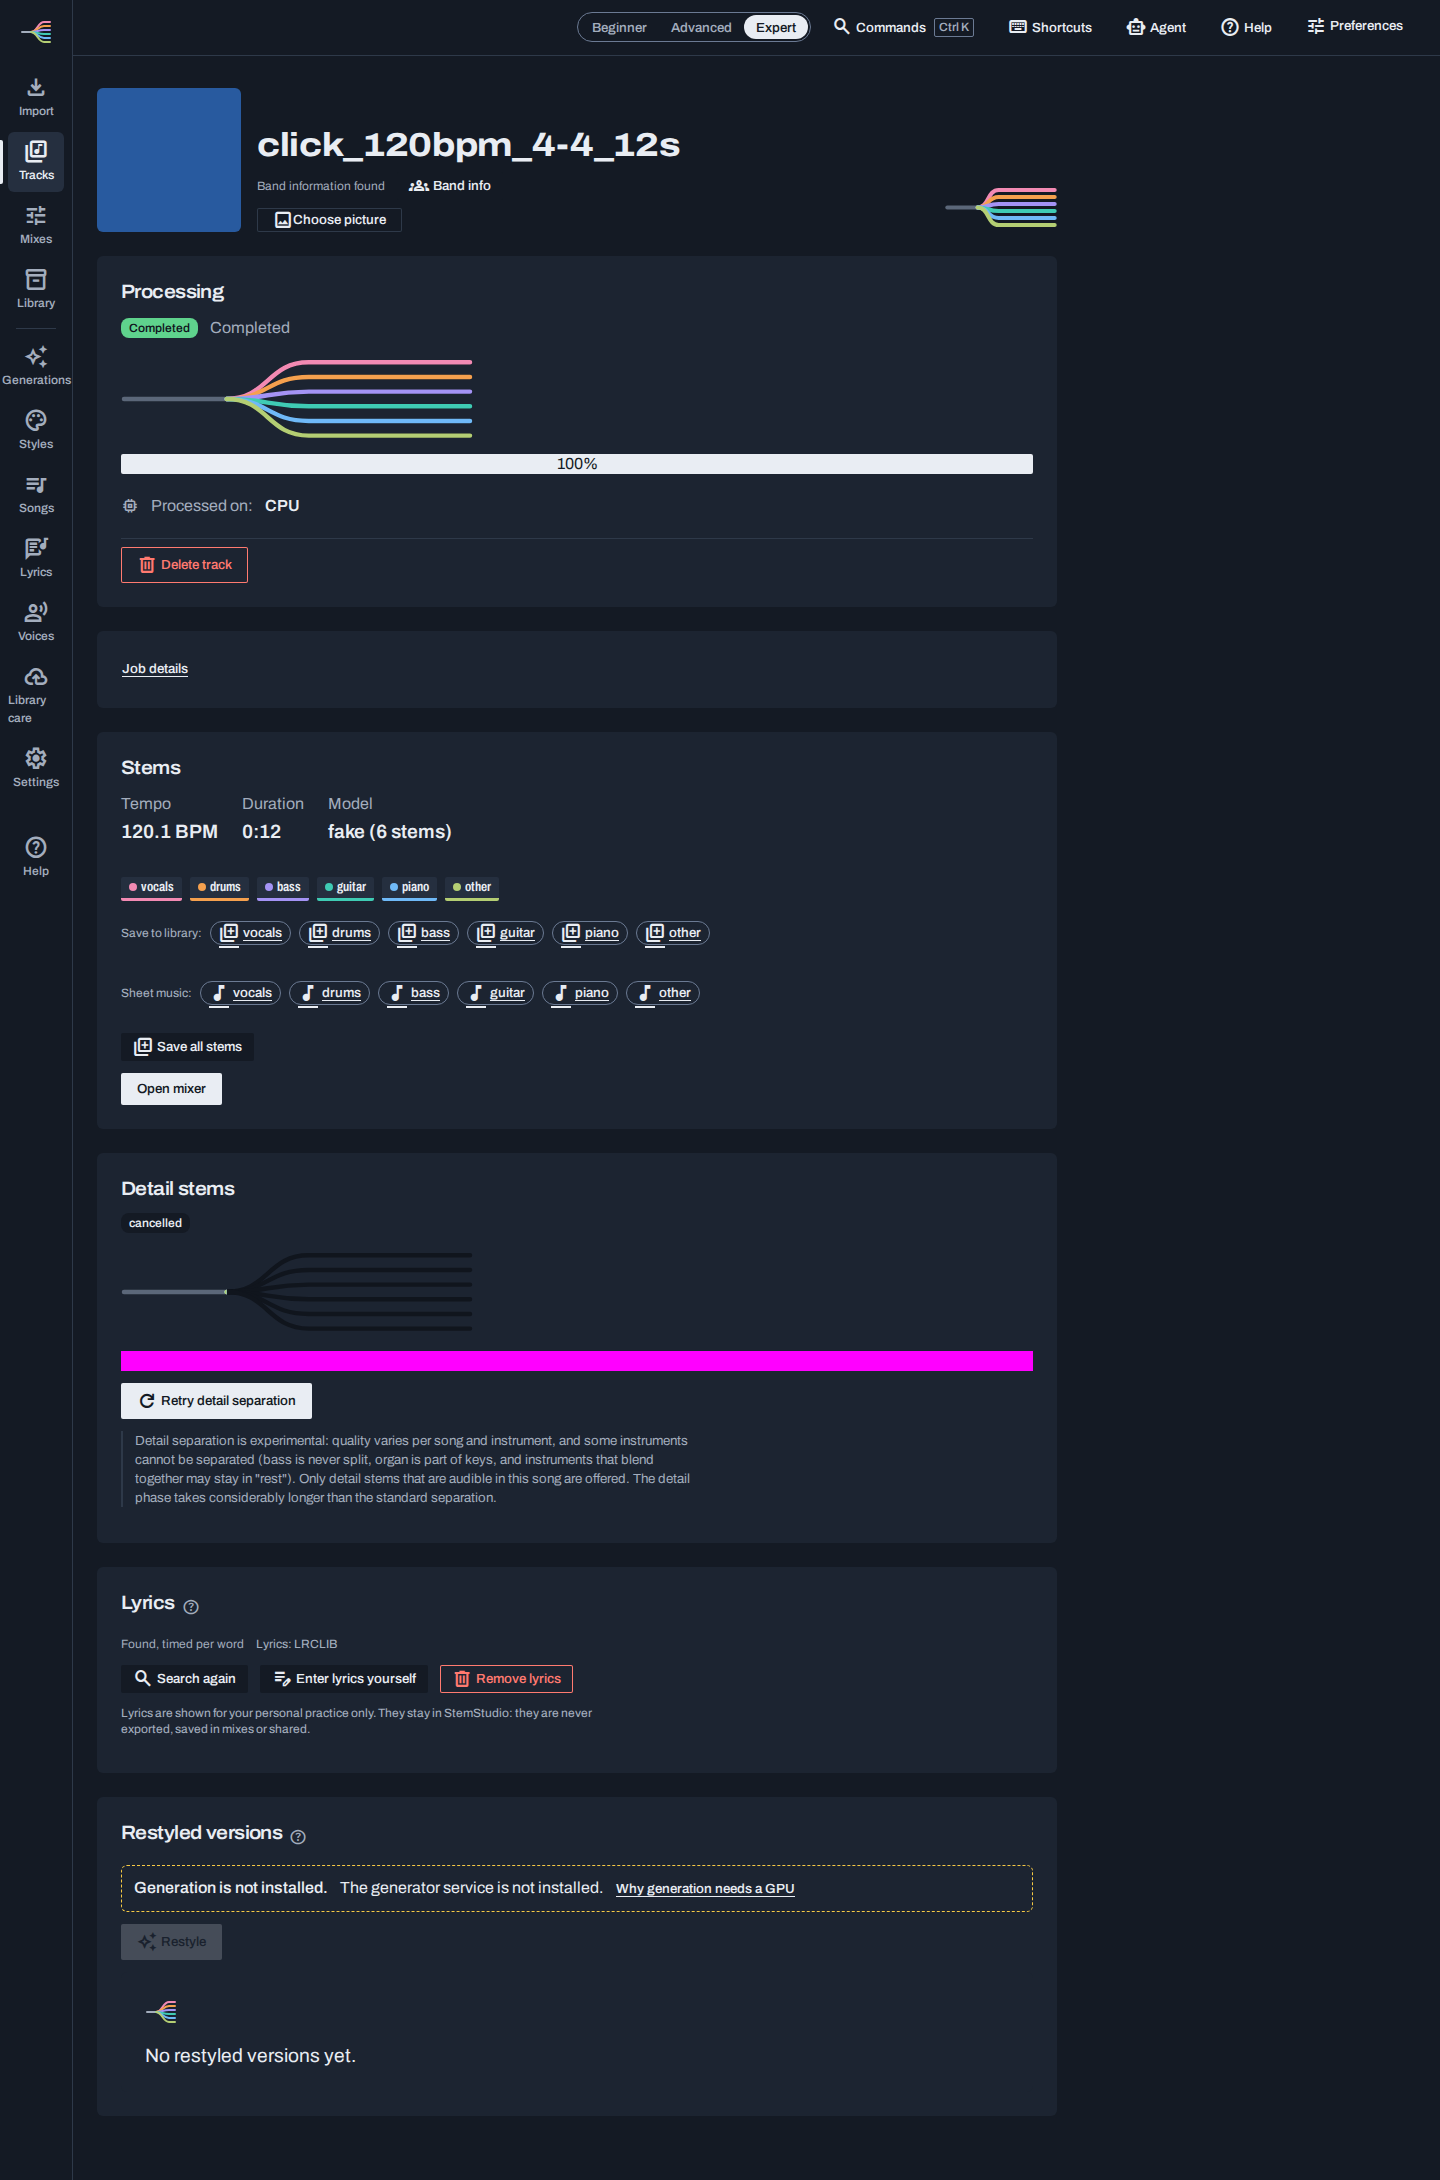 Beginner Advanced Expert Commands Ctrl K Shortcuts Agent Help Preferences
Import
Tracks
Mixes
Library
Generations
Styles
Songs
Lyrics
Voices
Library
care
Settings
Help
click_120bpm_4-4_12s
Band information found Band info
Choose picture
Processing
Completed Completed
100%
Processed on: CPU
Delete track
Job details
Stems
Tempo Duration Model
120.1 BPM 0:12 fake (6 stems)
vocals drums bass guitar piano other
Save to library: vocals drums bass guitar piano other
Sheet music: vocals drums bass guitar piano other
Save all stems
Open mixer
Detail stems
cancelled
Retry detail separation
Detail separation is experimental: quality varies per song and instrument, and some instruments
cannot be separated (bass is never split, organ is part of keys, and instruments that blend
together may stay in "rest"). Only detail stems that are audible in this song are offered. The detail
phase takes considerably longer than the standard separation.
Lyrics
Found, timed per word Lyrics: LRCLIB
Search again Enter lyrics yourself Remove lyrics
Lyrics are shown for your personal practice only. They stay in StemStudio: they are never
exported, saved in mixes or shared.
Restyled versions
Generation is not installed. The generator service is not installed. Why generation needs a GPU
Restyle
No restyled versions yet.